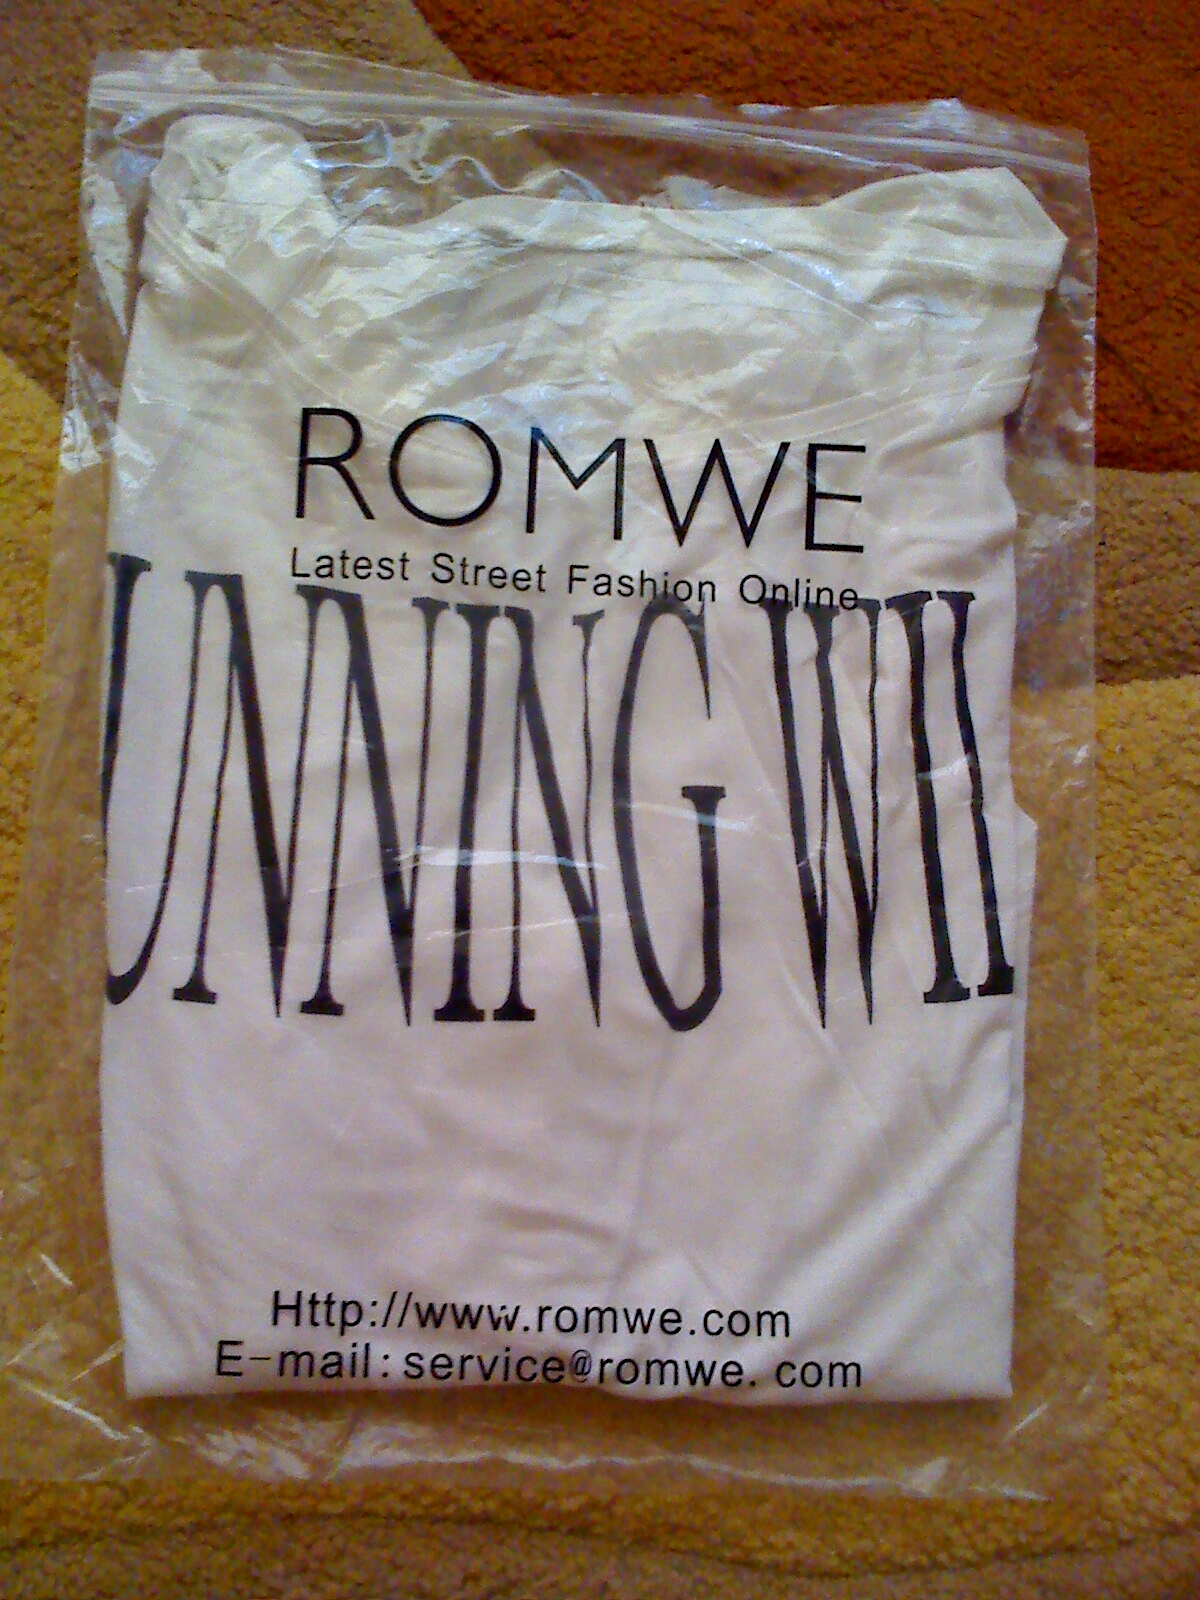 ROMWE
Latest Street Fashion Online
UNNING WI
Http://www.romwe.com
E-mail:service@romwe. com